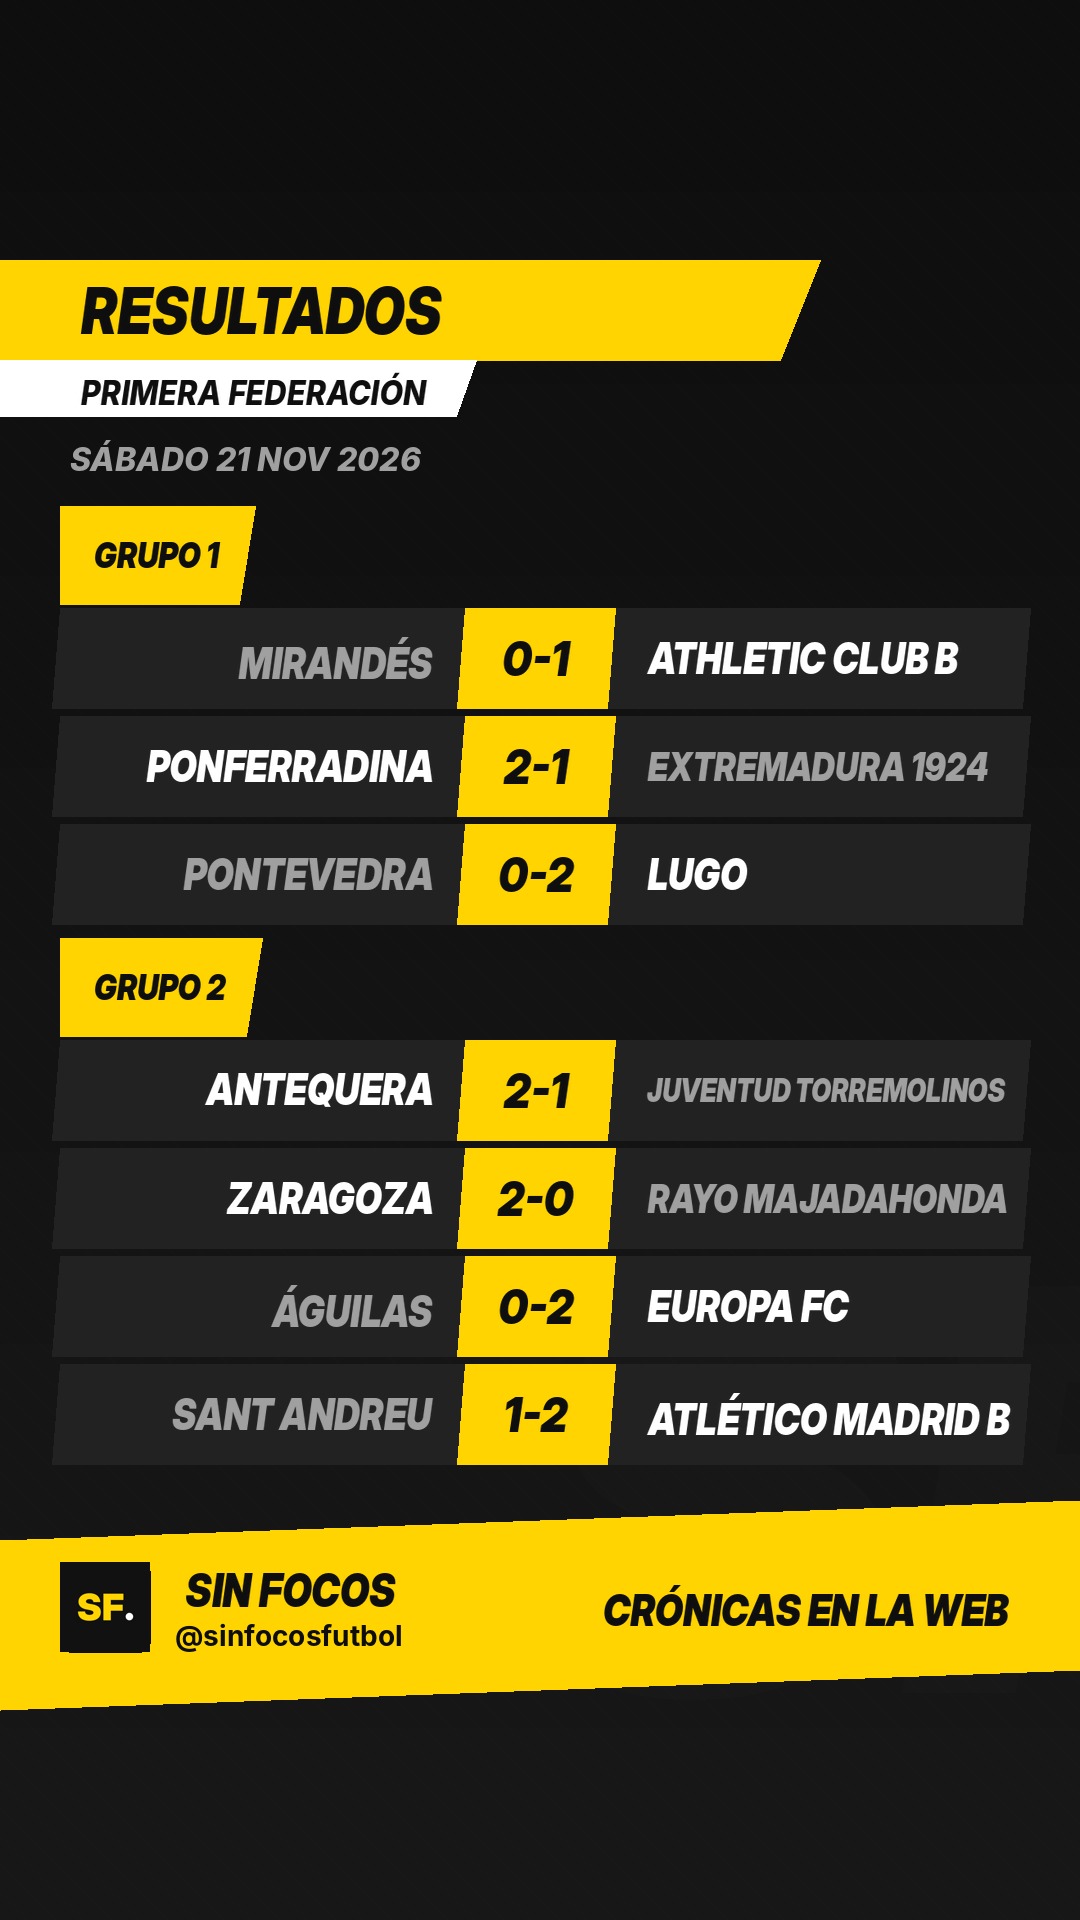 RESULTADOS
PRIMERA FEDERACIÓN
SÁBADO 21 NOV 2026
GRUPO 1
MIRANDÉS 0-1 ATHLETIC CLUB B
PONFERRADINA 2-1 EXTREMADURA 1924
PONTEVEDRA 0-2 LUGO
GRUPO 2
ANTEQUERA 2-1 JUVENTUD TORREMOLINOS
ZARAGOZA 2-0 RAYO MAJADAHONDA
ÁGUILAS 0-2 EUROPA FC
SANT ANDREU 1-2 ATLÉTICO MADRID B
SF.
SIN FOCOS
@sinfocosfutbol
CRÓNICAS EN LA WEB